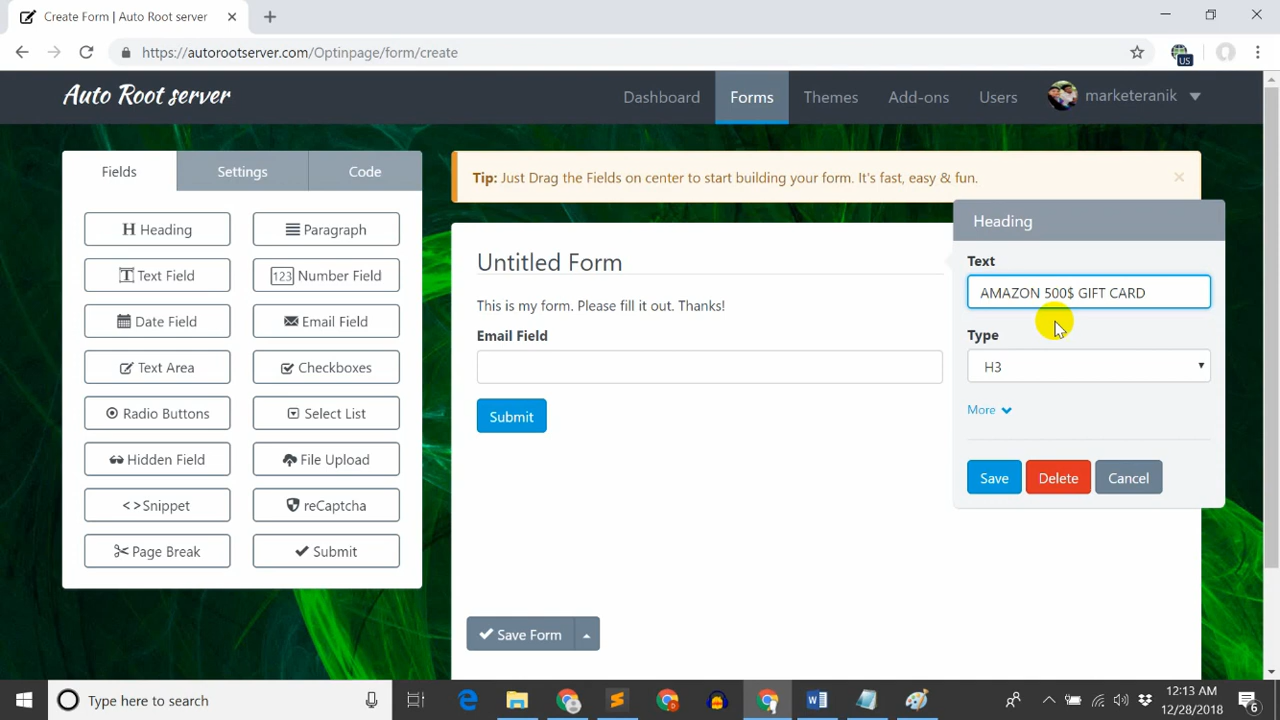 Create Form | Auto Root server
https://autorootserver.com/Optinpage/form/create
US
Auto Root server
Dashboard
Forms
Themes
Add-ons
Users
marketeranik
Fields
Settings
Code
Heading
Paragraph
Text Field
Number Field
Date Field
Email Field
Text Area
Checkboxes
Radio Buttons
Select List
Hidden Field
File Upload
<>Snippet
reCaptcha
Page Break
Submit
Tip: Just Drag the Fields on center to start building your form. It's fast, easy & fun.
Untitled Form
This is my form. Please fill it out. Thanks!
Email Field
Submit
Save Form
Heading
Text
AMAZON 500$ GIFT CARD
Type
H3
More
Save
Delete
Cancel
Type here to search
12:13 AM
12/28/2018
6